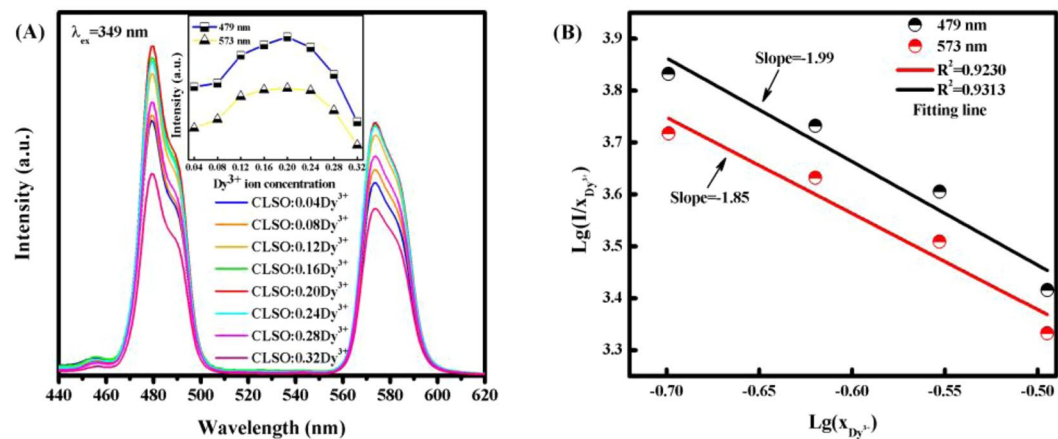 (A)
λex=349 nm
479 nm
573 nm
Intensity (a.u.)
0.04 0.08 0.12 0.16 0.20 0.24 0.28 0.32
Dy³⁺ ion concentration
CLSO:0.04Dy³⁺
CLSO:0.08Dy³⁺
CLSO:0.12Dy³⁺
CLSO:0.16Dy³⁺
CLSO:0.20Dy³⁺
CLSO:0.24Dy³⁺
CLSO:0.28Dy³⁺
CLSO:0.32Dy³⁺
Intensity (a.u.)
440 460 480 500 520 540 560 580 600 620
Wavelength (nm)
(B)
479 nm
573 nm
R²=0.9230
R²=0.9313
Fitting line
Slope=-1.99
Slope=-1.85
Lg(I/xDy³⁺)
3.9
3.8
3.7
3.6
3.5
3.4
3.3
-0.70 -0.65 -0.60 -0.55 -0.50
Lg(xDy³⁺)